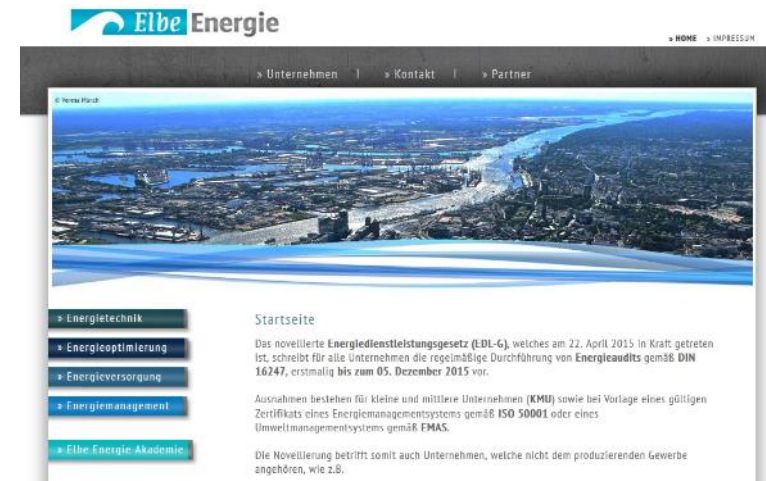 Elbe Energie
» HOME » IMPRESSUM
» Unternehmen | » Kontakt | » Partner
» Energietechnik
» Energieoptimierung
» Energieversorgung
» Energiemanagement
» Elbe Energie Akademie
Startseite
Das novellierte Energiedienstleistungsgesetz (EDL-G), welches am 22. April 2015 in Kraft getreten
ist, schreibt für alle Unternehmen die regelmäßige Durchführung von Energieaudits gemäß DIN
16247, erstmalig bis zum 05. Dezember 2015 vor.
Ausnahmen bestehen für kleine und mittlere Unternehmen (KMU) sowie bei Vorlage eines gültigen
Zertifikats eines Energiemanagementsystems gemäß ISO 50001 oder eines
Umweltmanagementsystems gemäß EMAS.
Die Novellierung betrifft somit auch Unternehmen, welche nicht dem produzierenden Gewerbe
angehören, wie z.B.